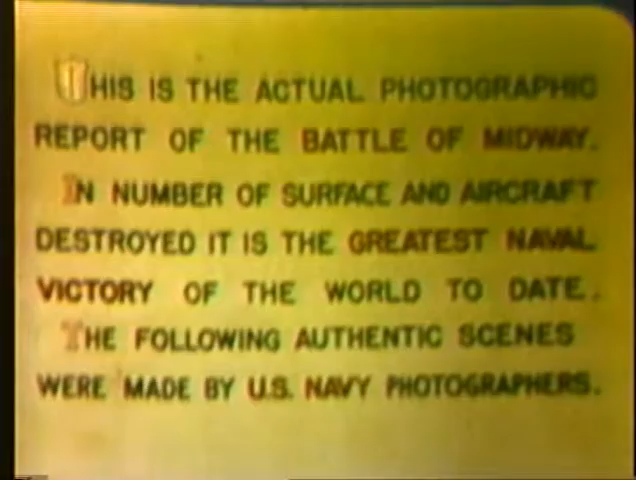 THIS IS THE ACTUAL PHOTOGRAPHIC
REPORT OF THE BATTLE OF MIDWAY.
IN NUMBER OF SURFACE AND AIRCRAFT
DESTROYED IT IS THE GREATEST NAVAL
VICTORY OF THE WORLD TO DATE.
THE FOLLOWING AUTHENTIC SCENES
WERE MADE BY U.S. NAVY PHOTOGRAPHERS.